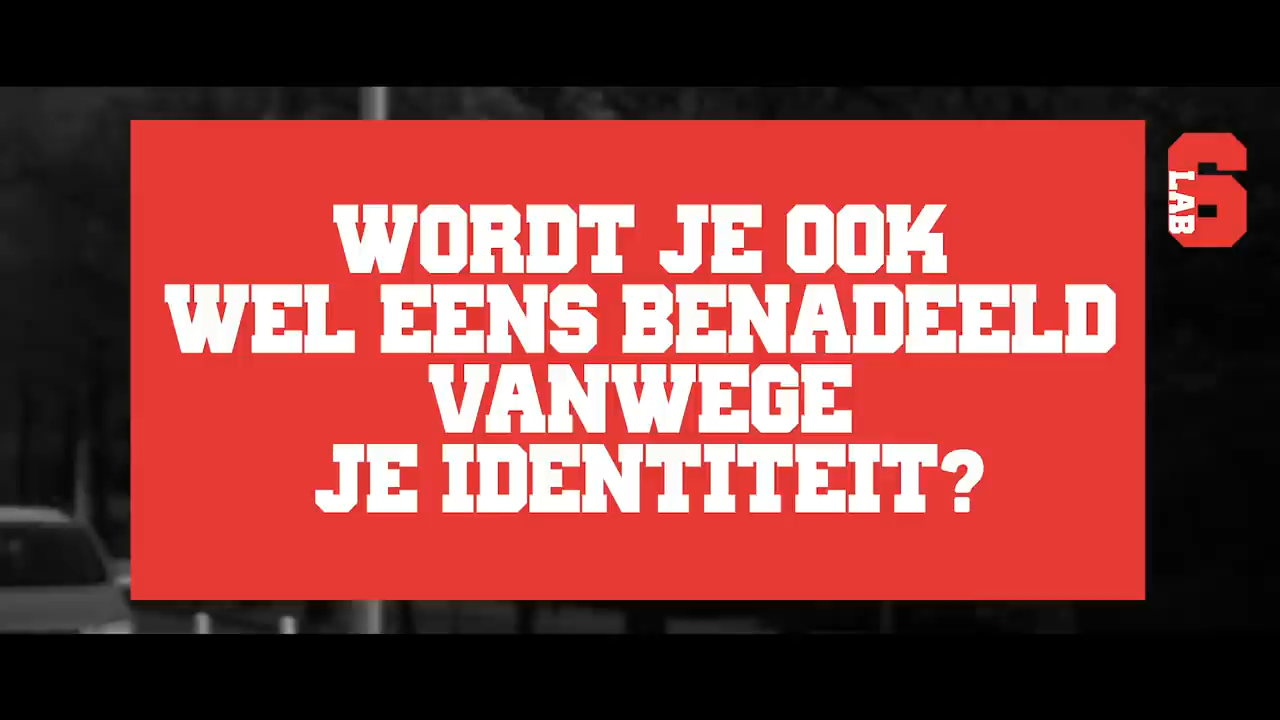 WORDT JE OOK
WEL EENS BENADEELD
VANWEGE
JE IDENTITEIT?
6
LAB